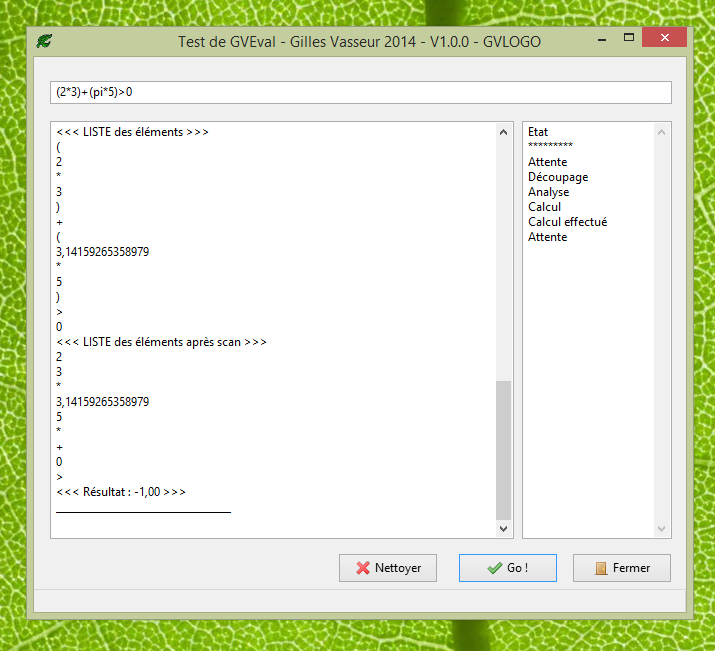 Test de GVEval - Gilles Vasseur 2014 - V1.0.0 - GVLOGO
(2*3)+(pi*5)>0
<<< LISTE des éléments >>>
(
2
*
3
)
+
(
3,14159265358979
*
5
)
>
0
<<< LISTE des éléments après scan >>>
2
3
*
3,14159265358979
5
*
+
0
>
<<< Résultat : -1,00 >>>
Etat
*********
Attente
Découpage
Analyse
Calcul
Calcul effectué
Attente
Nettoyer
Go !
Fermer